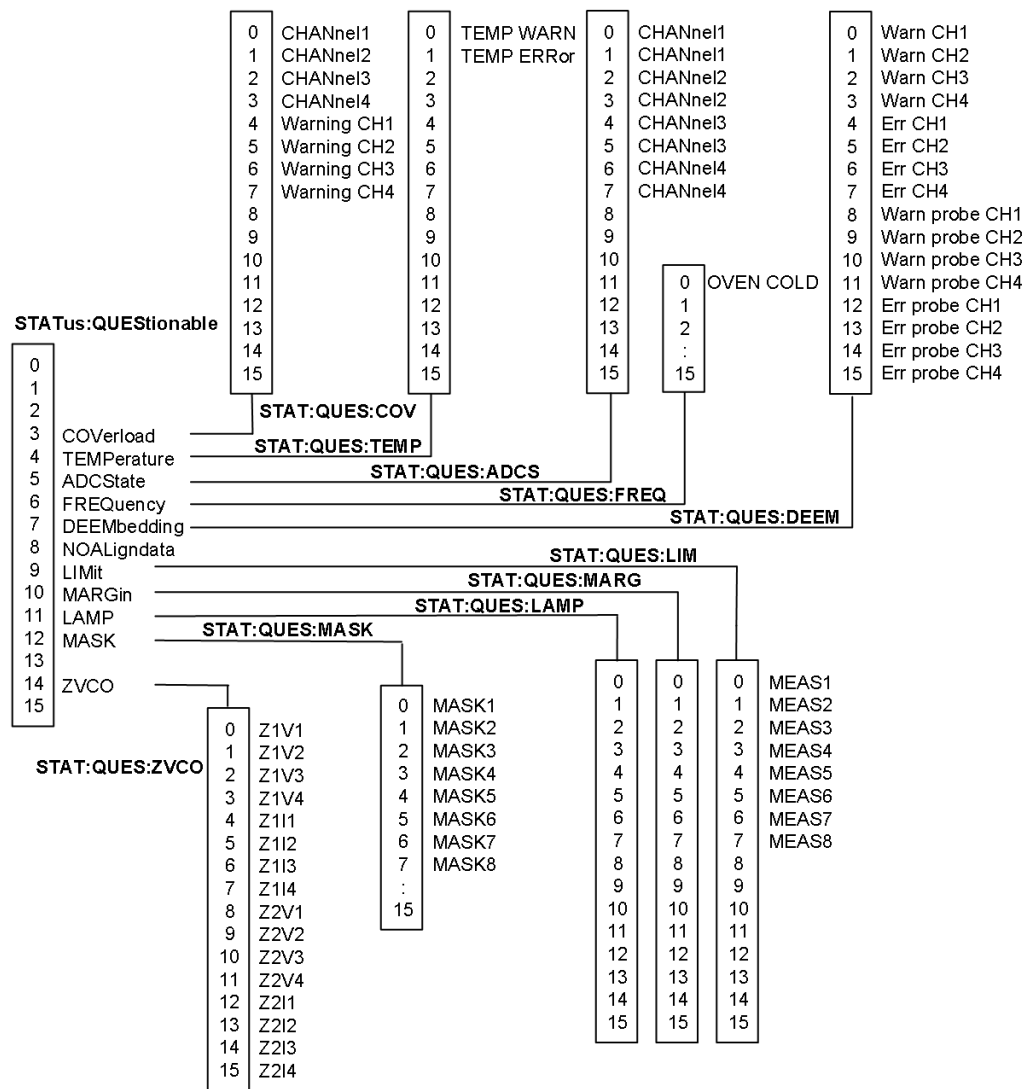 0 CHANnel1
1 CHANnel2
2 CHANnel3
3 CHANnel4
4 Warning CH1
5 Warning CH2
6 Warning CH3
7 Warning CH4
8
9
10
11
12
13
14
15
0 TEMP WARN
1 TEMP ERRor
2
3
4
5
6
7
8
9
10
11
12
13
14
15
0 CHANnel1
1 CHANnel1
2 CHANnel2
3 CHANnel2
4 CHANnel3
5 CHANnel3
6 CHANnel4
7 CHANnel4
8
9
10
11
12
13
14
15
0 OVEN COLD
1
2
:
15
0 Warn CH1
1 Warn CH2
2 Warn CH3
3 Warn CH4
4 Err CH1
5 Err CH2
6 Err CH3
7 Err CH4
8 Warn probe CH1
9 Warn probe CH2
10 Warn probe CH3
11 Warn probe CH4
12 Err probe CH1
13 Err probe CH2
14 Err probe CH3
15 Err probe CH4
STATus:QUEStionable
0
1
2
3 COVerload
4 TEMPerature
5 ADCState
6 FREQuency
7 DEEMbedding
8 NOALigndata
9 LIMit
10 MARGin
11 LAMP
12 MASK
13
14 ZVCO
15
STAT:QUES:COV
STAT:QUES:TEMP
STAT:QUES:ADCS
STAT:QUES:FREQ
STAT:QUES:DEEM
STAT:QUES:LIM
STAT:QUES:MARG
STAT:QUES:LAMP
STAT:QUES:MASK
STAT:QUES:ZVCO
0 Z1V1
1 Z1V2
2 Z1V3
3 Z1V4
4 Z1I1
5 Z1I2
6 Z1I3
7 Z1I4
8 Z2V1
9 Z2V2
10 Z2V3
11 Z2V4
12 Z2I1
13 Z2I2
14 Z2I3
15 Z2I4
0 MASK1
1 MASK2
2 MASK3
3 MASK4
4 MASK5
5 MASK6
6 MASK7
7 MASK8
:
15
0 0 0 MEAS1
1 1 1 MEAS2
2 2 2 MEAS3
3 3 3 MEAS4
4 4 4 MEAS5
5 5 5 MEAS6
6 6 6 MEAS7
7 7 7 MEAS8
8 8 8
9 9 9
10 10 10
11 11 11
12 12 12
13 13 13
14 14 14
15 15 15